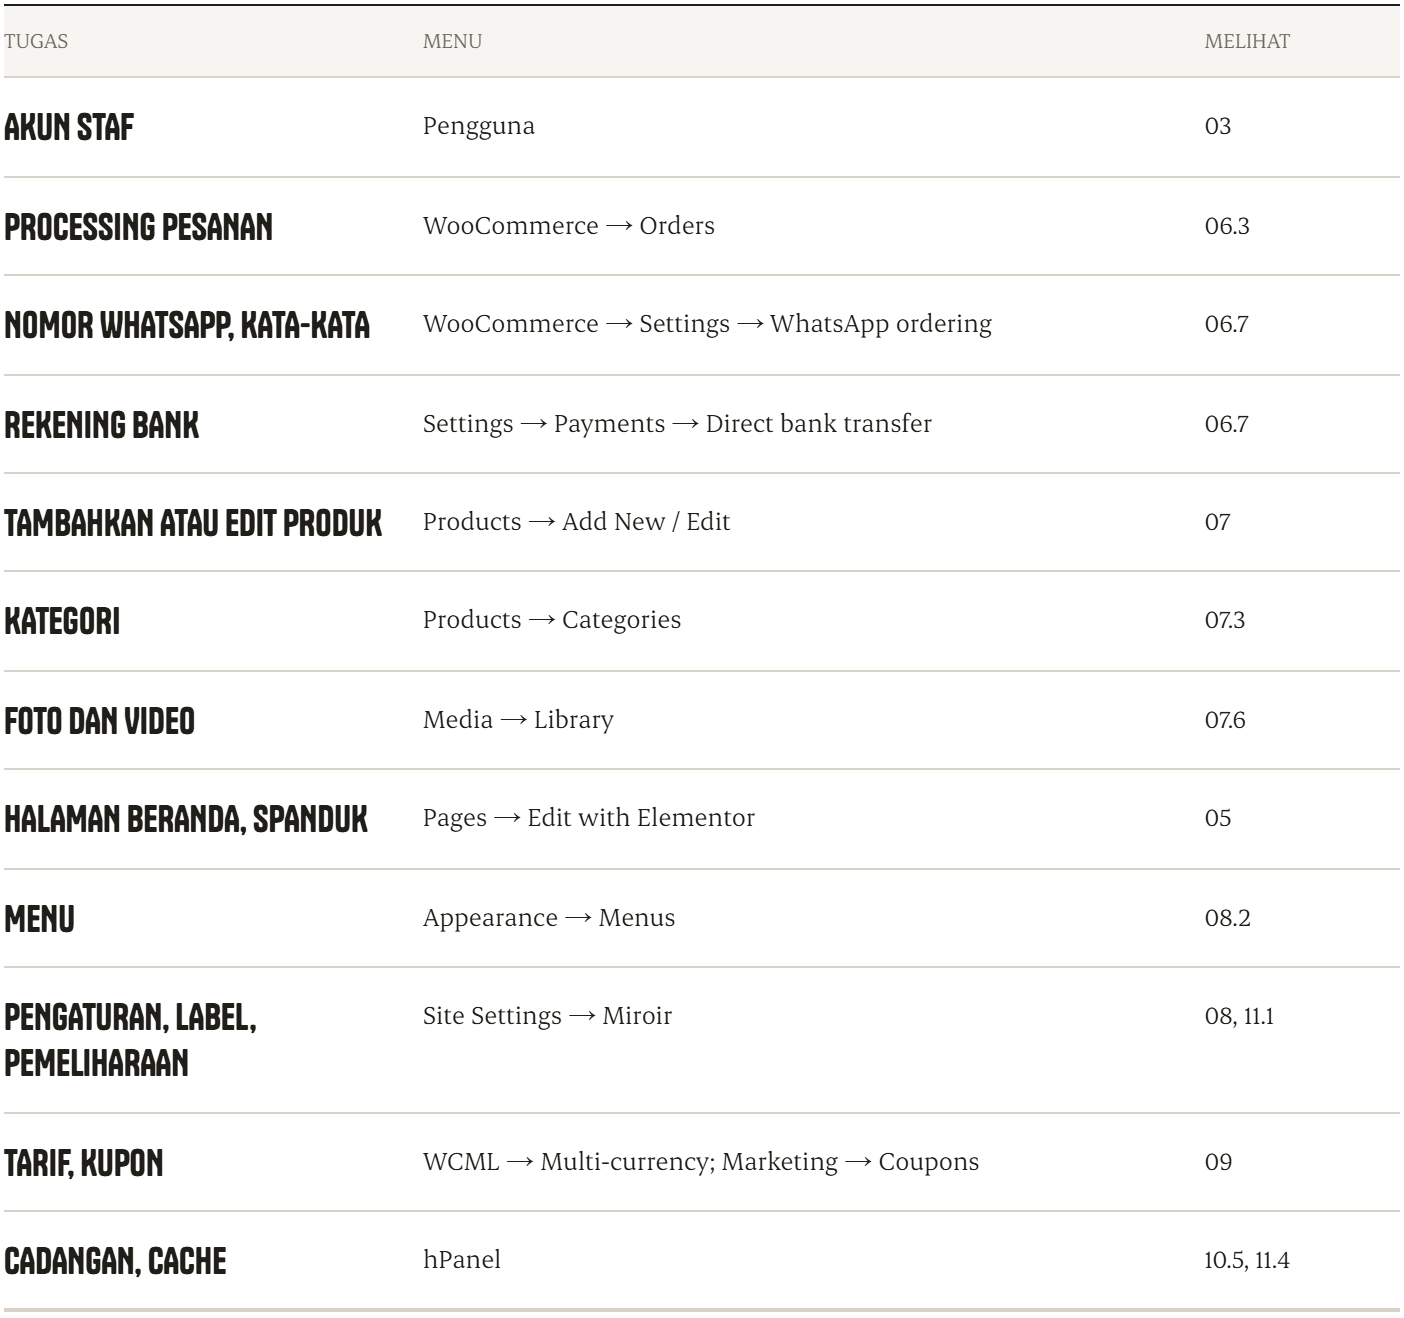 TUGAS MENU MELIHAT
AKUN STAF Pengguna 03
PROCESSING PESANAN WooCommerce → Orders 06.3
NOMOR WHATSAPP, KATA-KATA WooCommerce → Settings → WhatsApp ordering 06.7
REKENING BANK Settings → Payments → Direct bank transfer 06.7
TAMBAHKAN ATAU EDIT PRODUK Products → Add New / Edit 07
KATEGORI Products → Categories 07.3
FOTO DAN VIDEO Media → Library 07.6
HALAMAN BERANDA, SPANDUK Pages → Edit with Elementor 05
MENU Appearance → Menus 08.2
PENGATURAN, LABEL, Site Settings → Miroir 08, 11.1
PEMELIHARAAN
TARIF, KUPON WCML → Multi-currency; Marketing → Coupons 09
CADANGAN, CACHE hPanel 10.5, 11.4